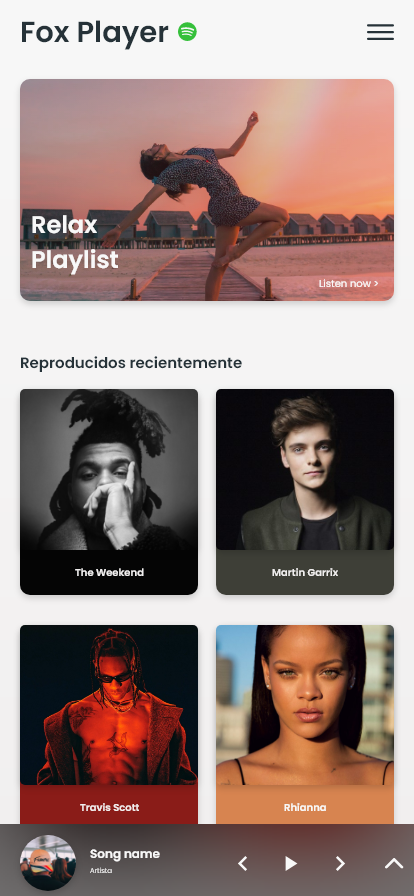 Fox Player
Relax
Playlist
Listen now >
Reproducidos recientemente
The Weekend
Martin Garrix
Travis Scott
Rhianna
Song name
Artista